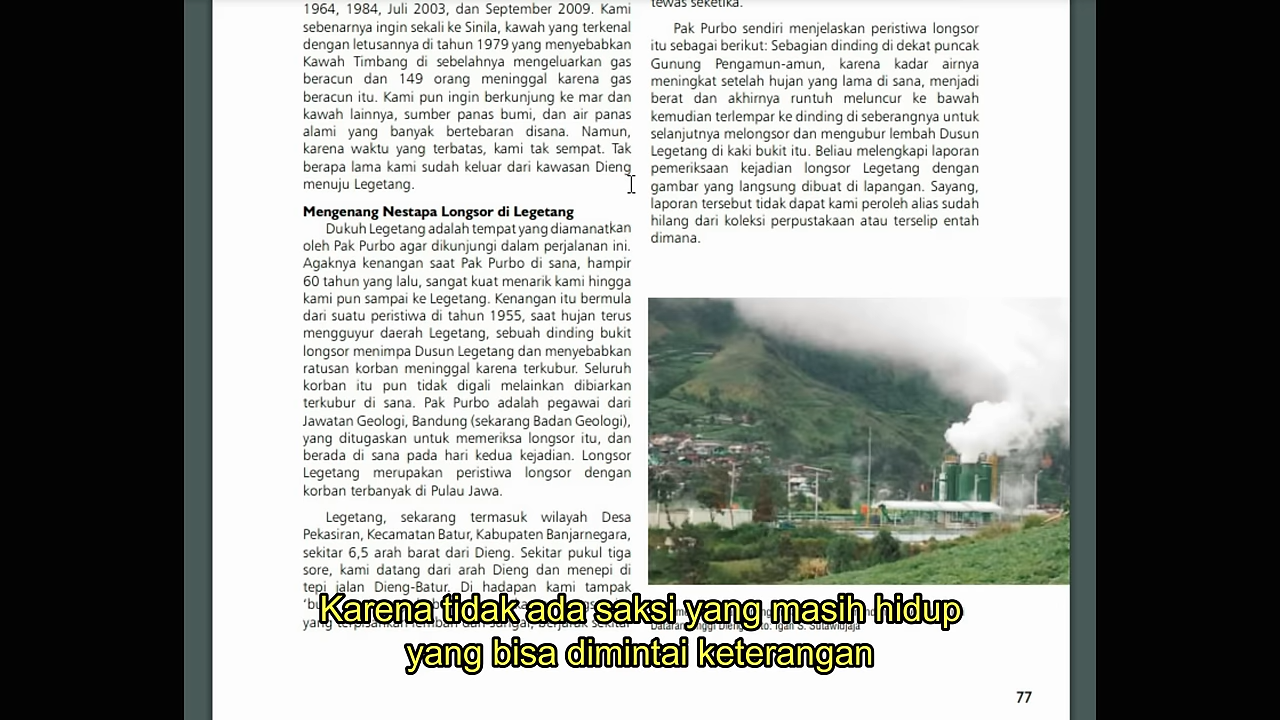 1964, 1984, Juli 2003, dan September 2009. Kami
sebenarnya ingin sekali ke Sinila, kawah yang terkenal
dengan letusannya di tahun 1979 yang menyebabkan
Kawah Timbang di sebelahnya mengeluarkan gas
beracun dan 149 orang meninggal karena gas
beracun itu. Kami pun ingin berkunjung ke mar dan
kawah lainnya, sumber panas bumi, dan air panas
alami yang banyak bertebaran disana. Namun,
karena waktu yang terbatas, kami tak sempat. Tak
berapa lama kami sudah keluar dari kawasan Dieng
menuju Legetang.
Mengenang Nestapa Longsor di Legetang
Dukuh Legetang adalah tempat yang diamanatkan
oleh Pak Purbo agar dikunjungi dalam perjalanan ini.
Agaknya kenangan saat Pak Purbo di sana, hampir
60 tahun yang lalu, sangat kuat menarik kami hingga
kami pun sampai ke Legetang. Kenangan itu bermula
dari suatu peristiwa di tahun 1955, saat hujan terus
mengguyur daerah Legetang, sebuah dinding bukit
longsor menimpa Dusun Legetang dan menyebabkan
ratusan korban meninggal karena terkubur. Seluruh
korban itu pun tidak digali melainkan dibiarkan
terkubur di sana. Pak Purbo adalah pegawai dari
Jawatan Geologi, Bandung (sekarang Badan Geologi),
yang ditugaskan untuk memeriksa longsor itu, dan
berada di sana pada hari kedua kejadian. Longsor
Legetang merupakan peristiwa longsor dengan
korban terbanyak di Pulau Jawa.
Legetang, sekarang termasuk wilayah Desa
Pekasiran, Kecamatan Batur, Kabupaten Banjarnegara,
sekitar 6,5 arah barat dari Dieng. Sekitar pukul tiga
sore, kami datang dari arah Dieng dan menepi di
tepi jalan Dieng-Batur. Di hadapan kami tampak
yang terpisahkan lembah dan sungai, berjarak sekitar
tewas seketika.
Pak Purbo sendiri menjelaskan peristiwa longsor
itu sebagai berikut: Sebagian dinding di dekat puncak
Gunung Pengamun-amun, karena kadar airnya
meningkat setelah hujan yang lama di sana, menjadi
berat dan akhirnya runtuh meluncur ke bawah
kemudian terlempar ke dinding di seberangnya untuk
selanjutnya melongsor dan mengubur lembah Dusun
Legetang di kaki bukit itu. Beliau melengkapi laporan
pemeriksaan kejadian longsor Legetang dengan
gambar yang langsung dibuat di lapangan. Sayang,
laporan tersebut tidak dapat kami peroleh alias sudah
hilang dari koleksi perpustakaan atau terselip entah
dimana.
Dataran Tinggi Dieng. Foto: Igan S. Sutawidjaja
Karena tidak ada saksi yang masih hidup
yang bisa dimintai keterangan
77